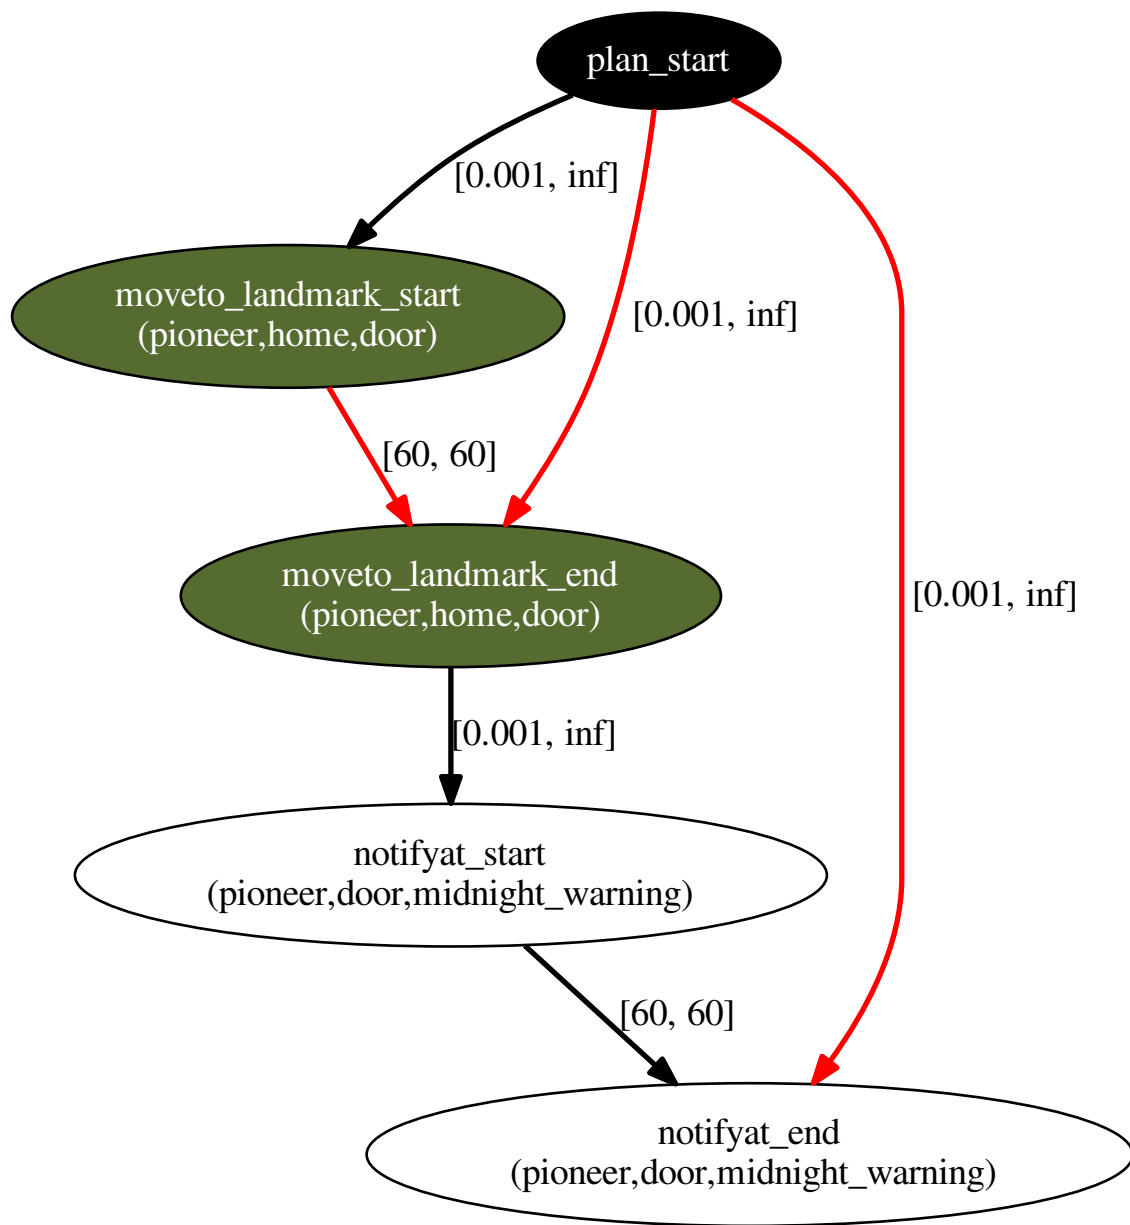 plan_start
[0.001, inf]
moveto_landmark_start
(pioneer,home,door)
[0.001, inf]
[60, 60]
moveto_landmark_end
(pioneer,home,door)
[0.001, inf]
[0.001, inf]
notifyat_start
(pioneer,door,midnight_warning)
[60, 60]
notifyat_end
(pioneer,door,midnight_warning)